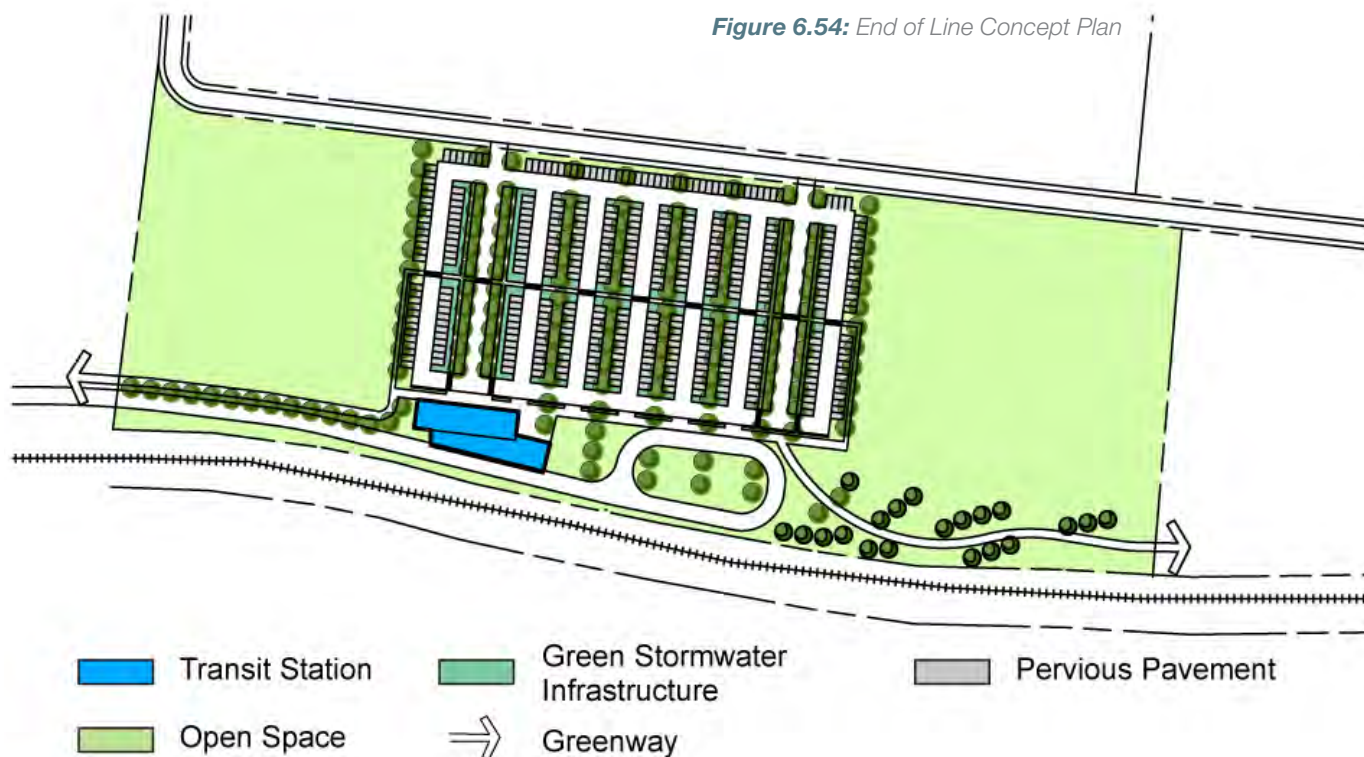 Figure 6.54: End of Line Concept Plan
Transit Station
Green Stormwater
Infrastructure
Pervious Pavement
Open Space
Greenway